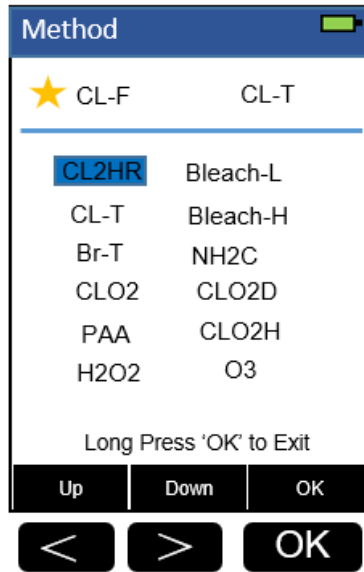 Method
CL-F CL-T
CL2HR Bleach-L
CL-T Bleach-H
Br-T NH2C
CLO2 CLO2D
PAA CLO2H
H2O2 O3
Long Press ‘OK’ to Exit
Up Down OK
< > OK